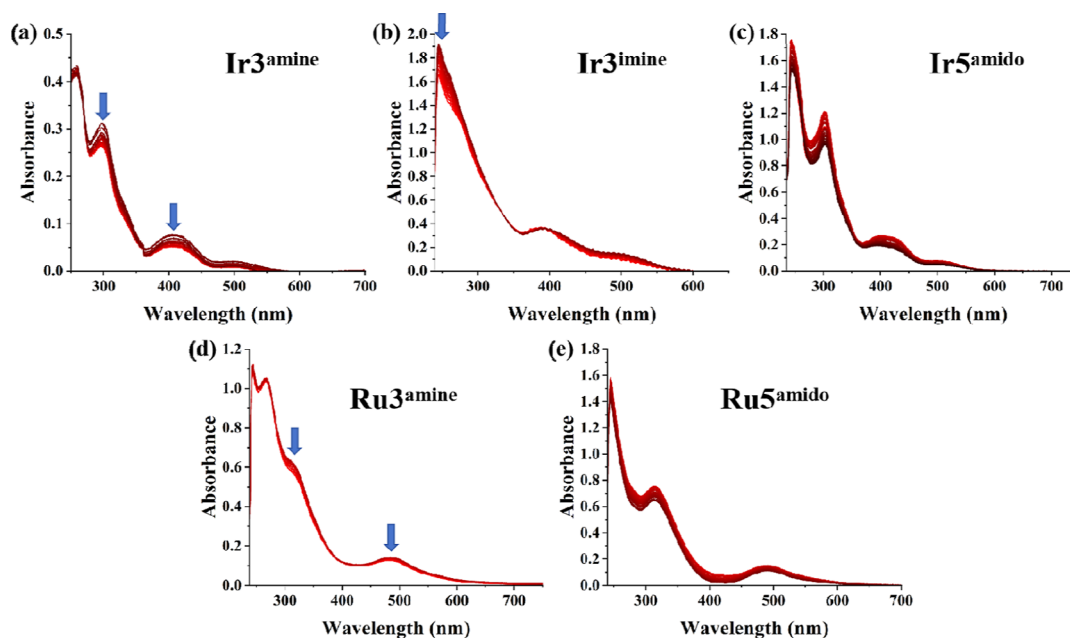 (a)
Ir3amine
Absorbance
0.5
0.4
0.3
0.2
0.1
0.0
300 400 500 600 700
Wavelength (nm)
(b)
Ir3imine
Absorbance
2.0
1.8
1.6
1.4
1.2
1.0
0.8
0.6
0.4
0.2
0.0
300 400 500 600
Wavelength (nm)
(c)
Ir5amido
Absorbance
1.8
1.6
1.4
1.2
1.0
0.8
0.6
0.4
0.2
0.0
300 400 500 600 700
Wavelength (nm)
(d)
Ru3amine
Absorbance
1.2
1.0
0.8
0.6
0.4
0.2
0.0
300 400 500 600 700
Wavelength (nm)
(e)
Ru5amido
Absorbance
1.8
1.6
1.4
1.2
1.0
0.8
0.6
0.4
0.2
0.0
300 400 500 600 700
Wavelength (nm)